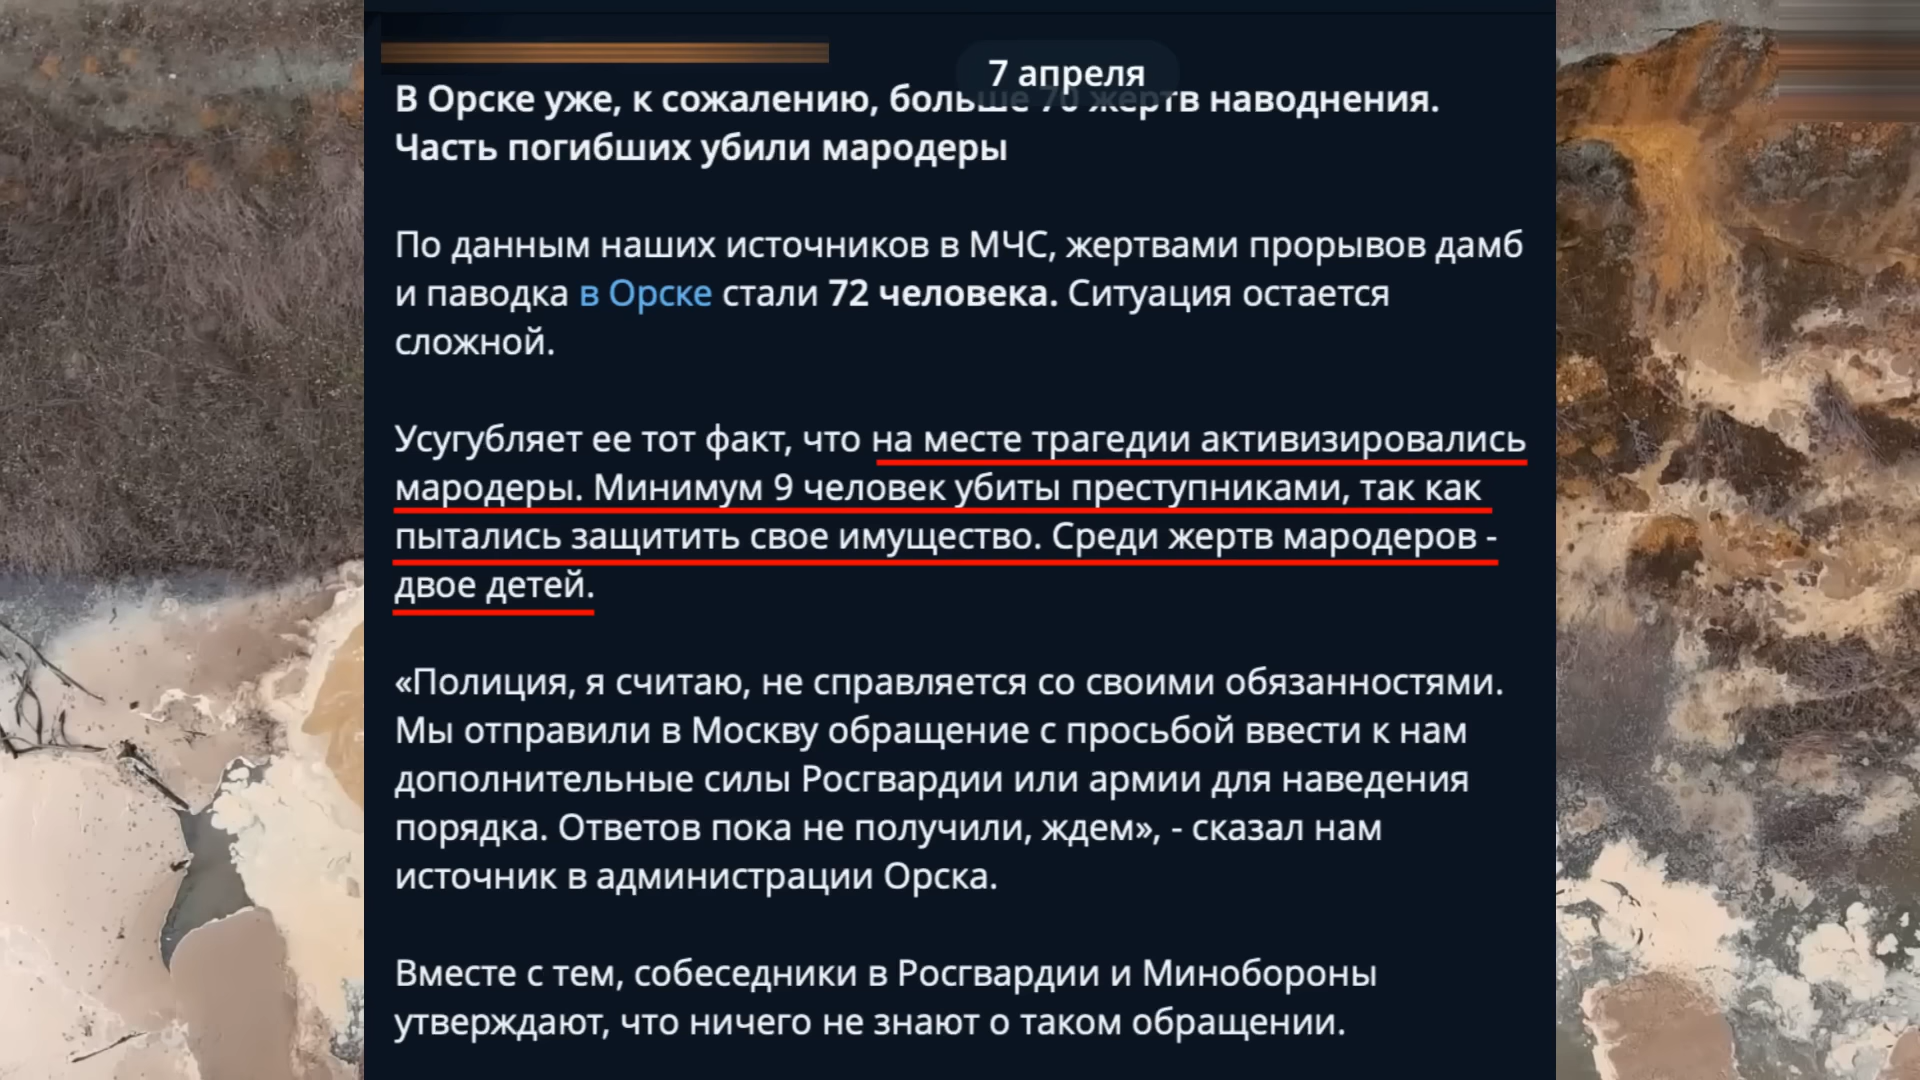 7 апреля
В Орске уже, к сожалению, больше 70 жертв наводнения.
Часть погибших убили мародеры
По данным наших источников в МЧС, жертвами прорывов дамб
и паводка в Орске стали 72 человека. Ситуация остается
сложной.
Усугубляет ее тот факт, что на месте трагедии активизировались
мародеры. Минимум 9 человек убиты преступниками, так как
пытались защитить свое имущество. Среди жертв мародеров -
двое детей.
«Полиция, я считаю, не справляется со своими обязанностями.
Мы отправили в Москву обращение с просьбой ввести к нам
дополнительные силы Росгвардии или армии для наведения
порядка. Ответов пока не получили, ждем», - сказал нам
источник в администрации Орска.
Вместе с тем, собеседники в Росгвардии и Минобороны
утверждают, что ничего не знают о таком обращении.